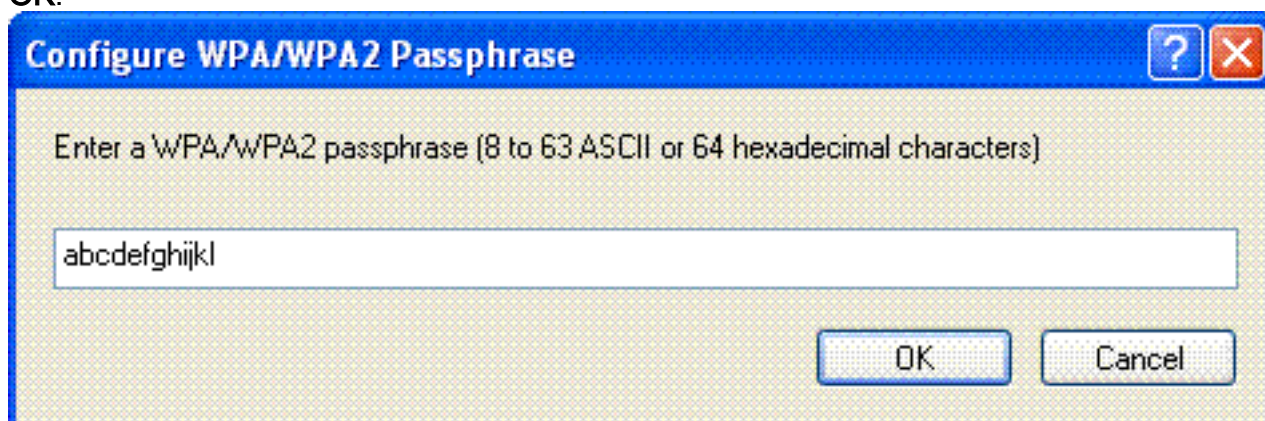 OK.
Configure WPA/WPA2 Passphrase
Enter a WPA/WPA2 passphrase (8 to 63 ASCII or 64 hexadecimal characters)
abcdefghijkl
OK Cancel